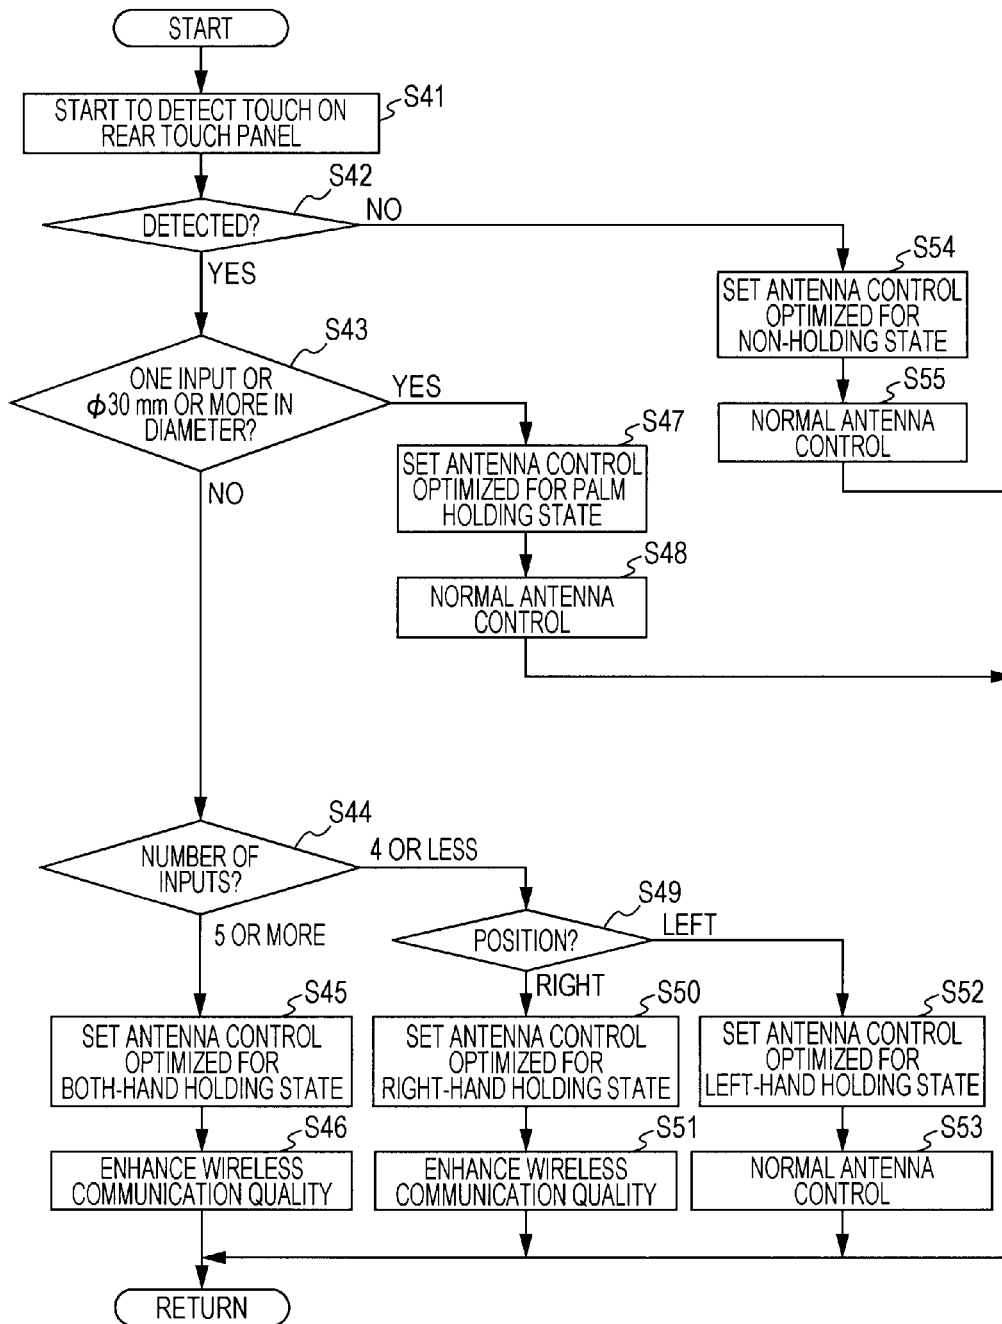 START
S41
START TO DETECT TOUCH ON
REAR TOUCH PANEL
S42
DETECTED?
NO
YES
S54
SET ANTENNA CONTROL
OPTIMIZED FOR
NON-HOLDING STATE
S43
ONE INPUT OR
ϕ30 mm OR MORE IN
DIAMETER?
YES
NO
S55
NORMAL ANTENNA
CONTROL
S47
SET ANTENNA CONTROL
OPTIMIZED FOR PALM
HOLDING STATE
S48
NORMAL ANTENNA
CONTROL
S44
NUMBER OF
INPUTS?
4 OR LESS
5 OR MORE
S49
POSITION?
LEFT
RIGHT
S45
SET ANTENNA CONTROL
OPTIMIZED FOR
BOTH-HAND HOLDING STATE
S50
SET ANTENNA CONTROL
OPTIMIZED FOR
RIGHT-HAND HOLDING STATE
S52
SET ANTENNA CONTROL
OPTIMIZED FOR
LEFT-HAND HOLDING STATE
S46
ENHANCE WIRELESS
COMMUNICATION QUALITY
S51
ENHANCE WIRELESS
COMMUNICATION QUALITY
S53
NORMAL ANTENNA
CONTROL
RETURN